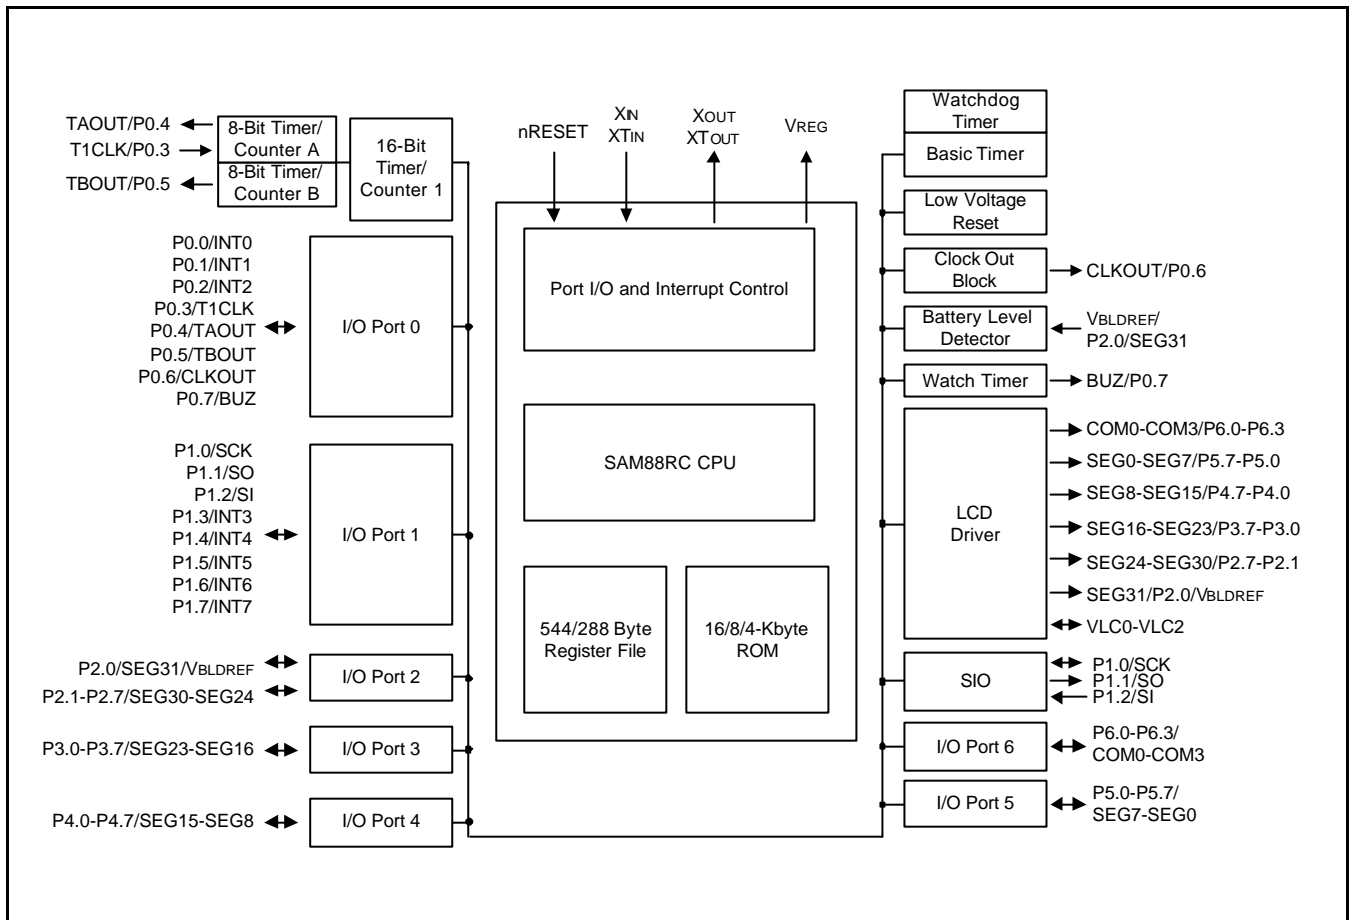 TAOUT/P0.4
T1CLK/P0.3
TBOUT/P0.5
8-Bit Timer/
Counter A
8-Bit Timer/
Counter B
16-Bit
Timer/
Counter 1
nRESET
XIN
XTIN
XOUT
XTOUT
VREG
Watchdog
Timer
Basic Timer
Low Voltage
Reset
Clock Out
Block
CLKOUT/P0.6
Battery Level
Detector
VBLDREF/
P2.0/SEG31
Watch Timer
BUZ/P0.7
P0.0/INT0
P0.1/INT1
P0.2/INT2
P0.3/T1CLK
P0.4/TAOUT
P0.5/TBOUT
P0.6/CLKOUT
P0.7/BUZ
I/O Port 0
Port I/O and Interrupt Control
SAM88RC CPU
544/288 Byte
Register File
16/8/4-Kbyte
ROM
P1.0/SCK
P1.1/SO
P1.2/SI
P1.3/INT3
P1.4/INT4
P1.5/INT5
P1.6/INT6
P1.7/INT7
I/O Port 1
LCD
Driver
COM0-COM3/P6.0-P6.3
SEG0-SEG7/P5.7-P5.0
SEG8-SEG15/P4.7-P4.0
SEG16-SEG23/P3.7-P3.0
SEG24-SEG30/P2.7-P2.1
SEG31/P2.0/VBLDREF
VLC0-VLC2
P2.0/SEG31/VBLDREF
P2.1-P2.7/SEG30-SEG24
I/O Port 2
SIO
P1.0/SCK
P1.1/SO
P1.2/SI
P3.0-P3.7/SEG23-SEG16
I/O Port 3
I/O Port 6
P6.0-P6.3/
COM0-COM3
P4.0-P4.7/SEG15-SEG8
I/O Port 4
I/O Port 5
P5.0-P5.7/
SEG7-SEG0